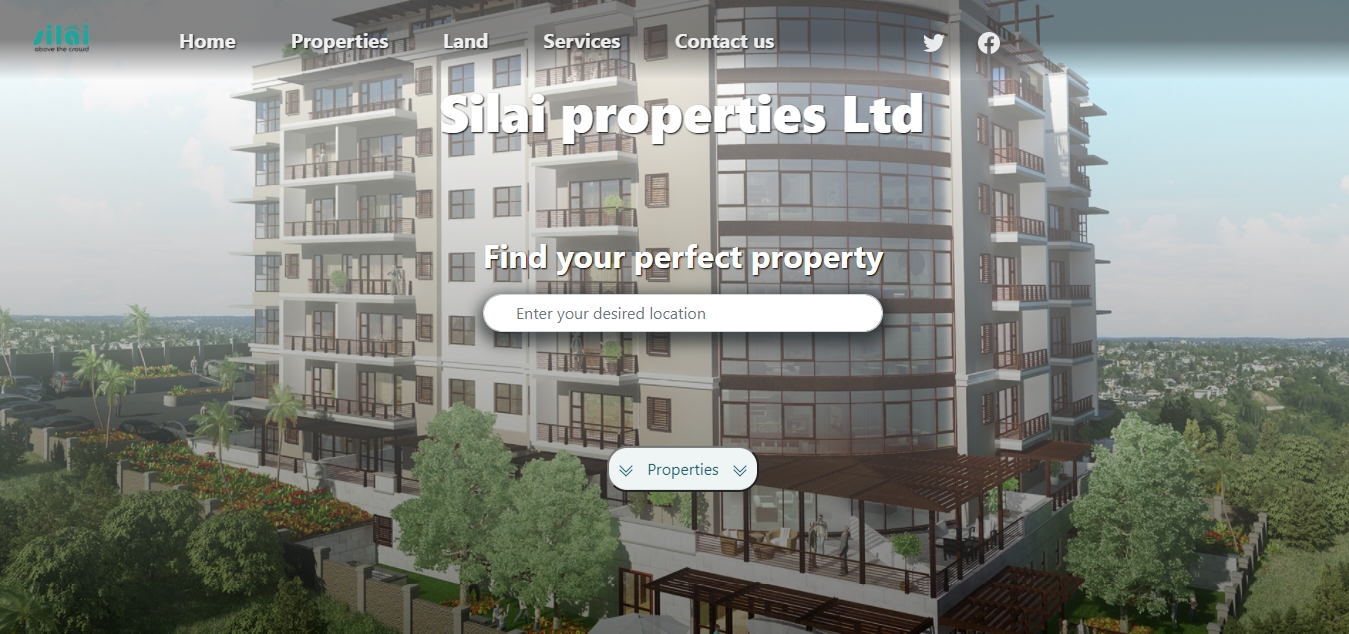 silai
above the crowd
Home
Properties
Land
Services
Contact us
Silai properties Ltd
Find your perfect property
Enter your desired location
Properties